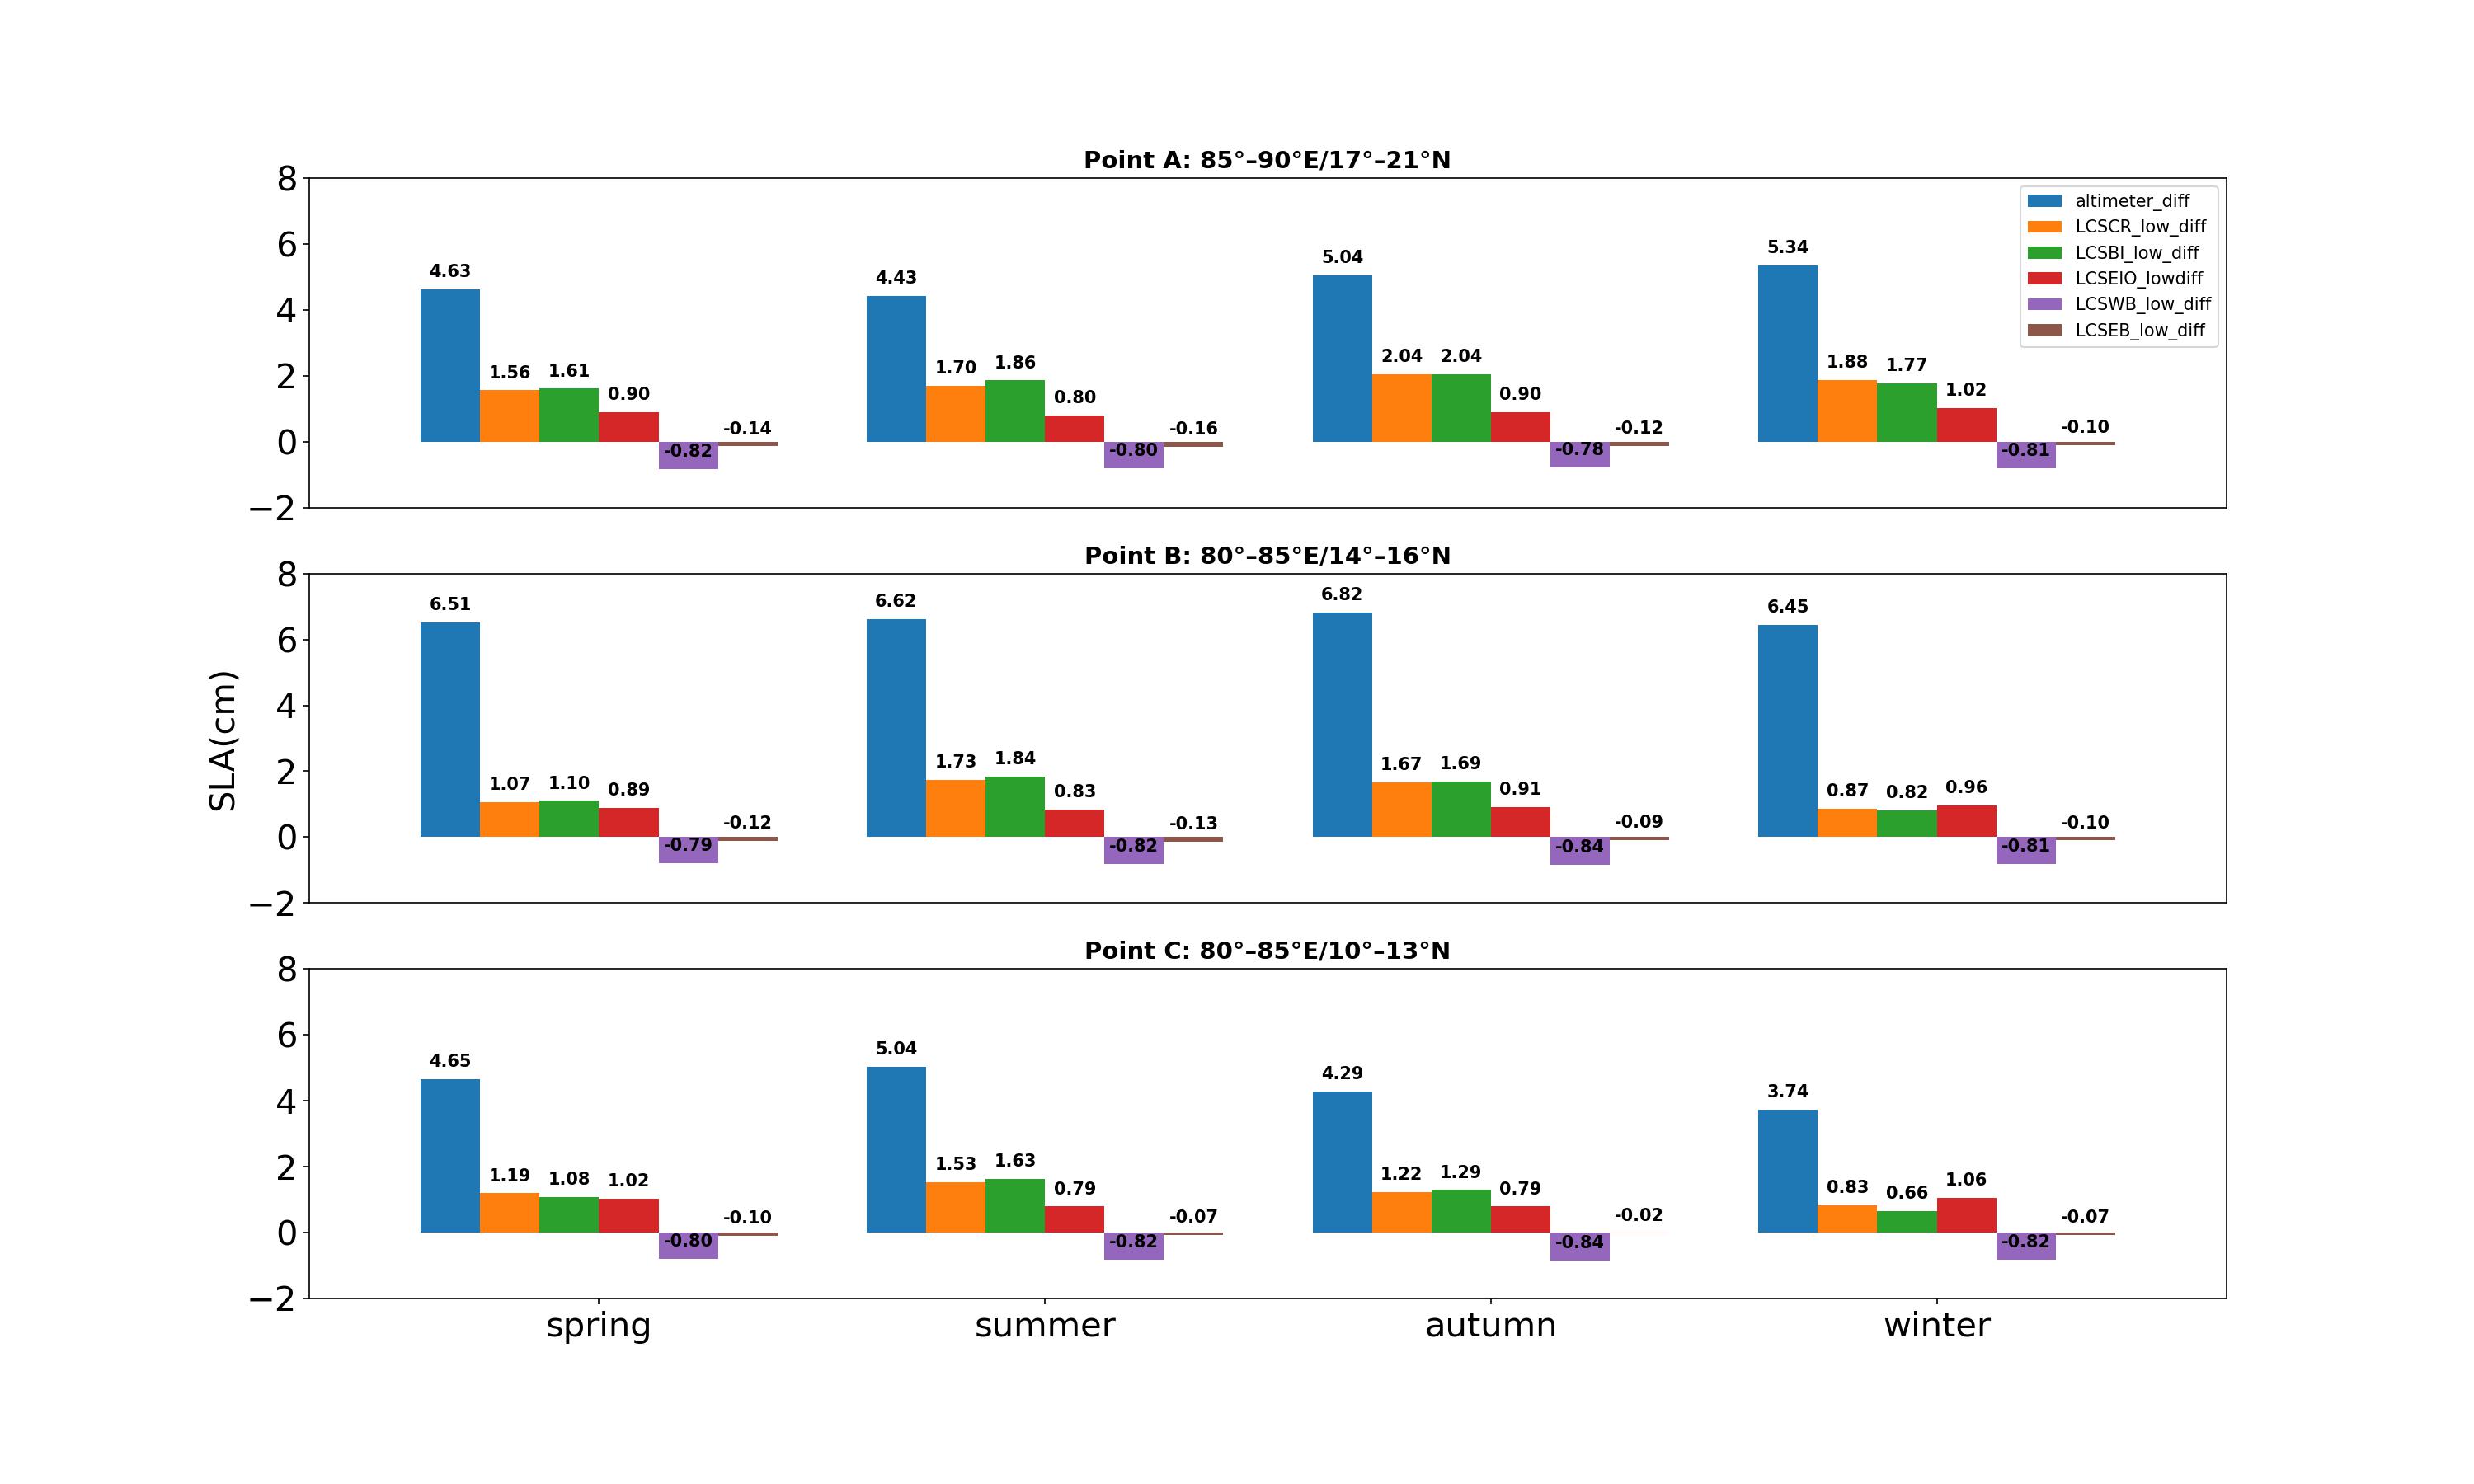 Point A: 85°–90°E/17°–21°N
8
6
4
2
0
−2
altimeter_diff
LCSCR_low_diff
LCSBI_low_diff
LCSEIO_lowdiff
LCSWB_low_diff
LCSEB_low_diff
4.63 1.56 1.61 0.90 -0.82 -0.14
4.43 1.70 1.86 0.80 -0.80 -0.16
5.04 2.04 2.04 0.90 -0.78 -0.12
5.34 1.88 1.77 1.02 -0.81 -0.10
SLA(cm)
Point B: 80°–85°E/14°–16°N
8
6
4
2
0
−2
6.51 1.07 1.10 0.89 -0.79 -0.12
6.62 1.73 1.84 0.83 -0.82 -0.13
6.82 1.67 1.69 0.91 -0.84 -0.09
6.45 0.87 0.82 0.96 -0.81 -0.10
Point C: 80°–85°E/10°–13°N
8
6
4
2
0
−2
4.65 1.19 1.08 1.02 -0.80 -0.10
5.04 1.53 1.63 0.79 -0.82 -0.07
4.29 1.22 1.29 0.79 -0.84 -0.02
3.74 0.83 0.66 1.06 -0.82 -0.07
spring summer autumn winter